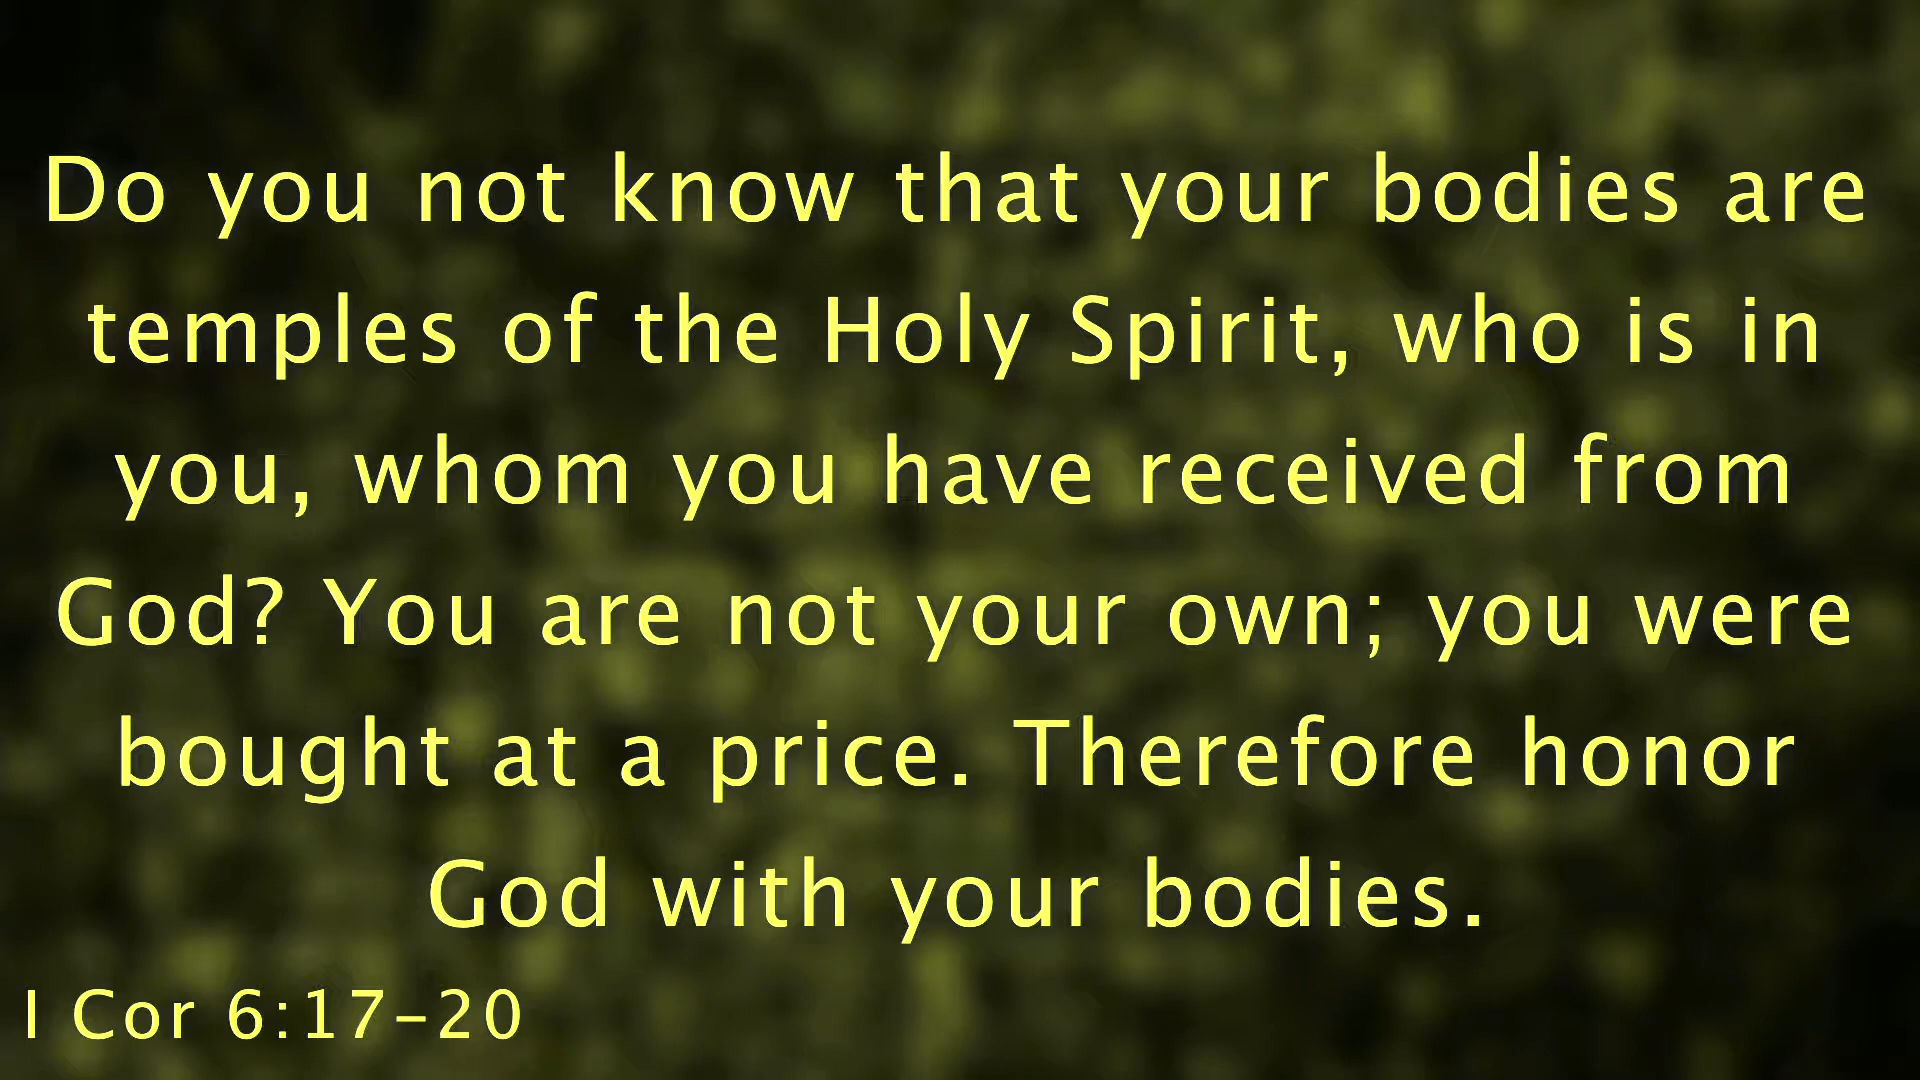 Do you not know that your bodies are
temples of the Holy Spirit, who is in
you, whom you have received from
God? You are not your own; you were
bought at a price. Therefore honor
God with your bodies.
I Cor 6:17-20